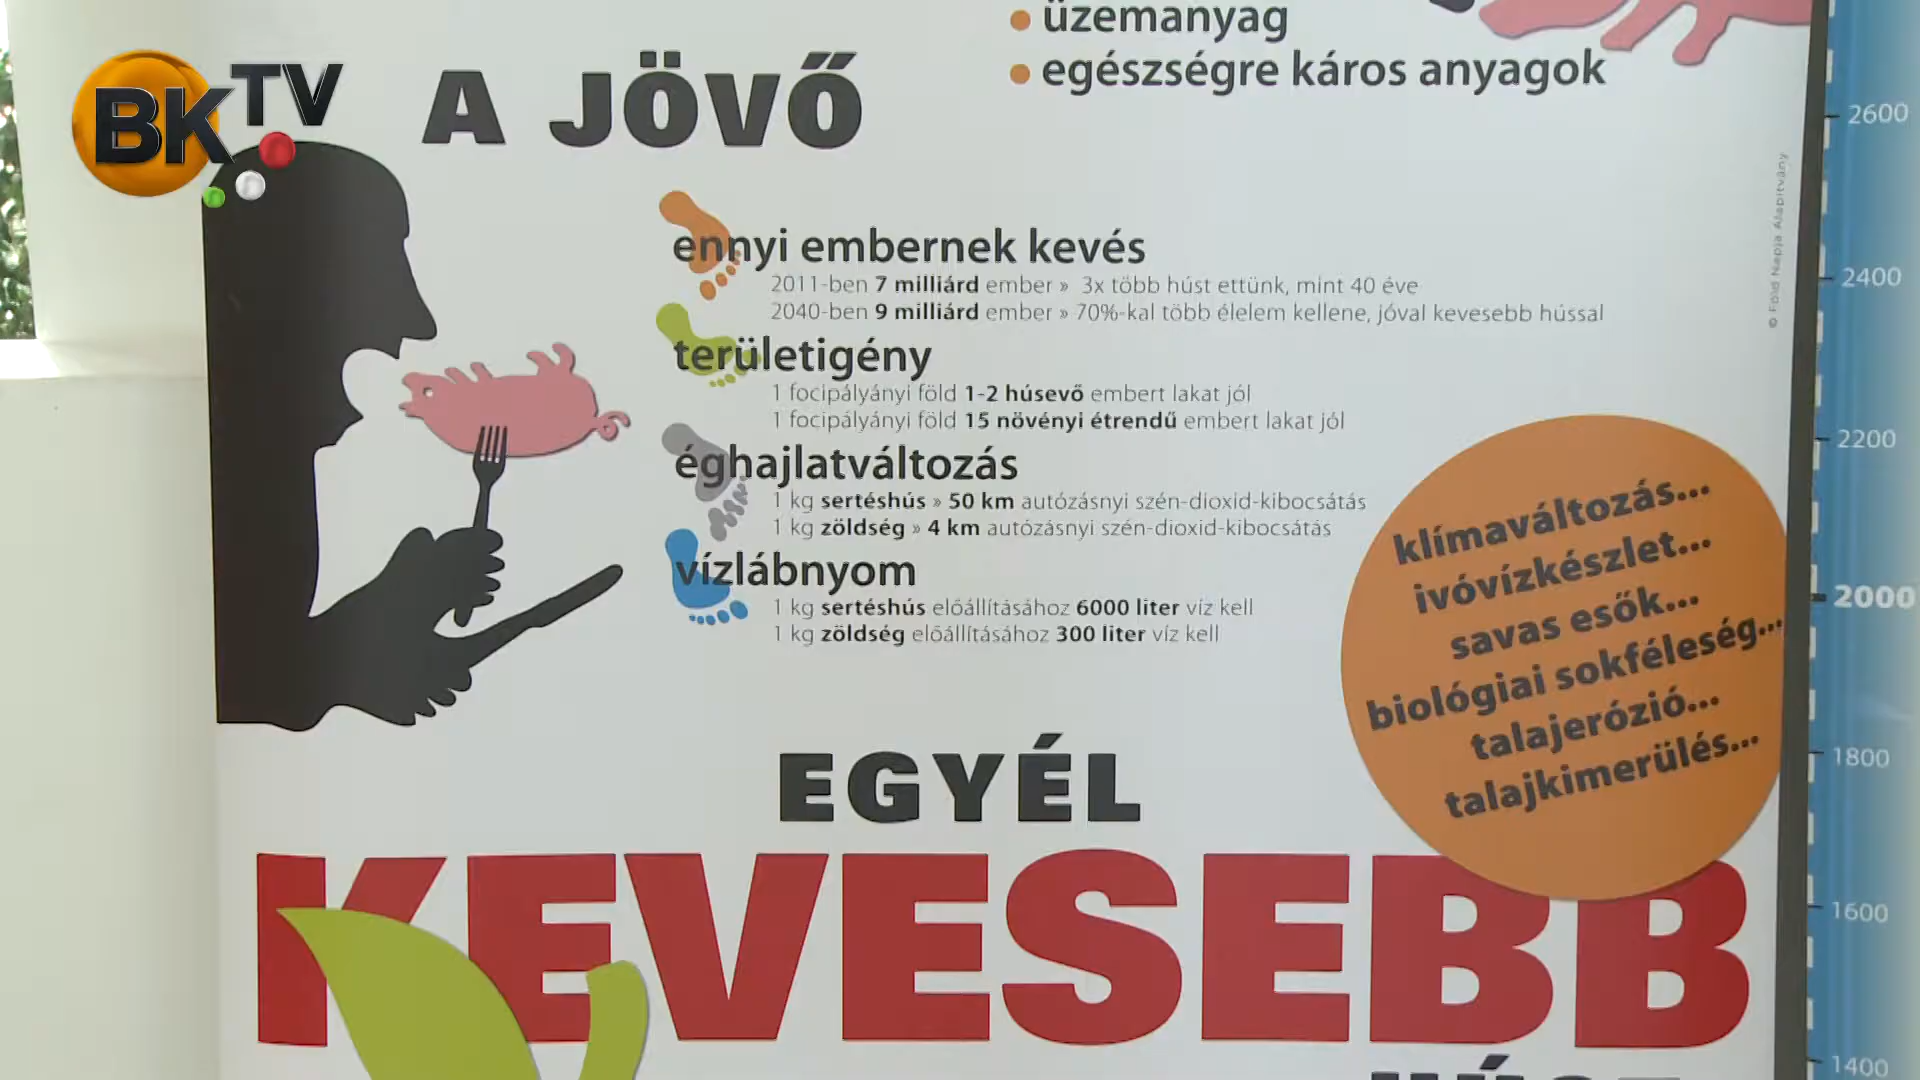 BKTV
• üzemanyag
• egészségre káros anyagok
A JÖVŐ
ennyi embernek kevés
2011-ben 7 milliárd ember » 3x több húst ettünk, mint 40 éve
2040-ben 9 milliárd ember » 70%-kal több élelem kellene, jóval kevesebb hússal
területigény
1 focipályányi föld 1-2 húsevő embert lakat jól
1 focipályányi föld 15 növényi étrendű embert lakat jól
éghajlatváltozás
1 kg sertéshús » 50 km autózásnyi szén-dioxid-kibocsátás
1 kg zöldség » 4 km autózásnyi szén-dioxid-kibocsátás
vízlábnyom
1 kg sertéshús előállításához 6000 liter víz kell
1 kg zöldség előállításához 300 liter víz kell
klímaváltozás...
ivóvízkészlet...
savas esők...
biológiai sokféleség...
talajerózió...
talajkimerülés...
EGYÉL
KEVESEBB
© Föld Napja Alapítvány
2600
2400
2200
2000
1800
1600
1400